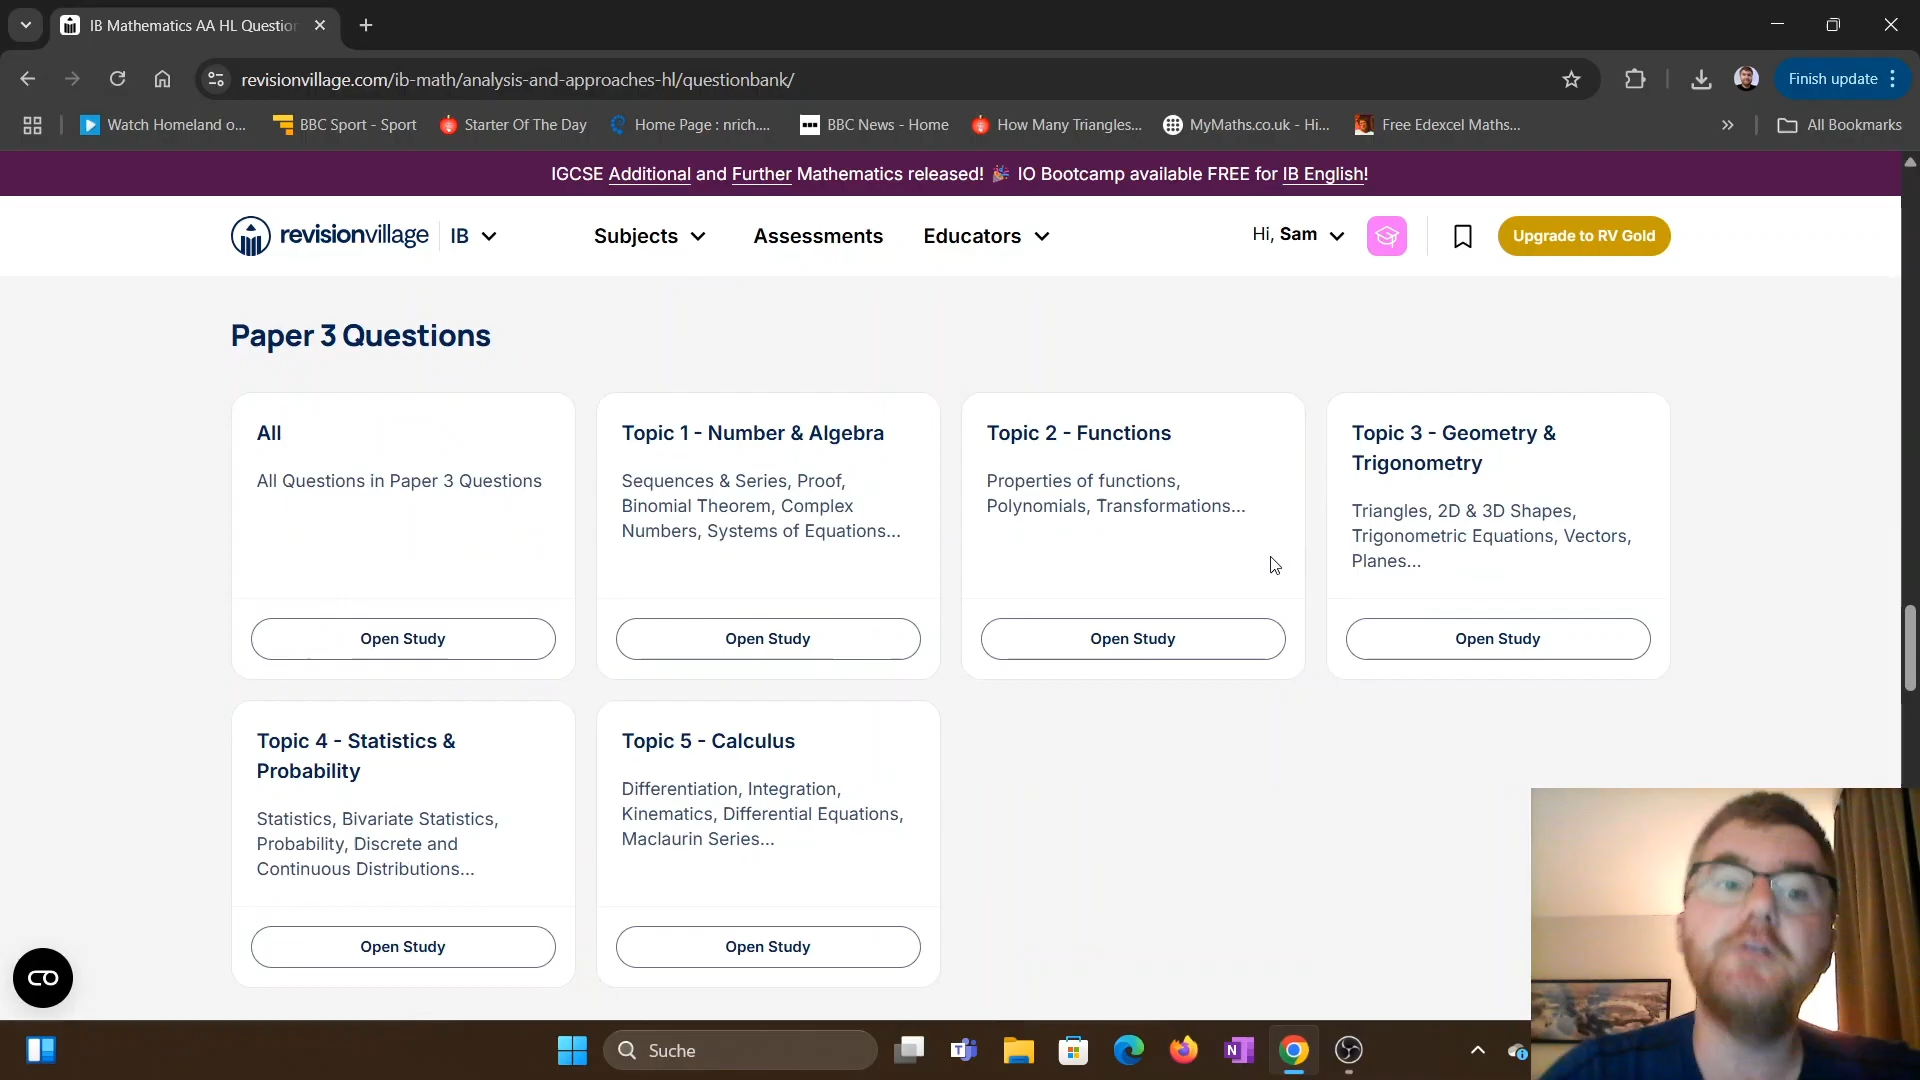 IB Mathematics AA HL Question
revisionvillage.com/ib-math/analysis-and-approaches-hl/questionbank/
Finish update
Watch Homeland o...
BBC Sport - Sport
Starter Of The Day
Home Page : nrich....
BBC News - Home
How Many Triangles...
MyMaths.co.uk - Hi...
Free Edexcel Maths...
All Bookmarks
IGCSE Additional and Further Mathematics released! 🎉 IO Bootcamp available FREE for IB English!
revisionvillage
IB
Subjects
Assessments
Educators
Hi, Sam
Upgrade to RV Gold
Paper 3 Questions
All
All Questions in Paper 3 Questions
Open Study
Topic 1 - Number & Algebra
Sequences & Series, Proof,
Binomial Theorem, Complex
Numbers, Systems of Equations...
Open Study
Topic 2 - Functions
Properties of functions,
Polynomials, Transformations...
Open Study
Topic 3 - Geometry &
Trigonometry
Triangles, 2D & 3D Shapes,
Trigonometric Equations, Vectors,
Planes...
Open Study
Topic 4 - Statistics &
Probability
Statistics, Bivariate Statistics,
Probability, Discrete and
Continuous Distributions...
Open Study
Topic 5 - Calculus
Differentiation, Integration,
Kinematics, Differential Equations,
Maclaurin Series...
Open Study
Suche